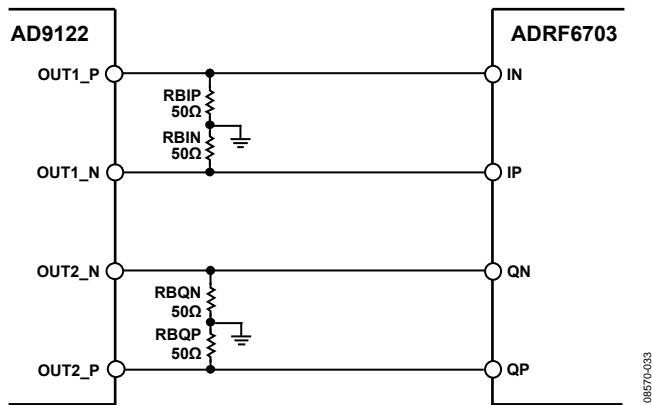 AD9122
ADRF6703
OUT1_P
IN
RBIP
50Ω
RBIN
50Ω
OUT1_N
IP
OUT2_N
QN
RBQN
50Ω
RBQP
50Ω
OUT2_P
QP
08570-033